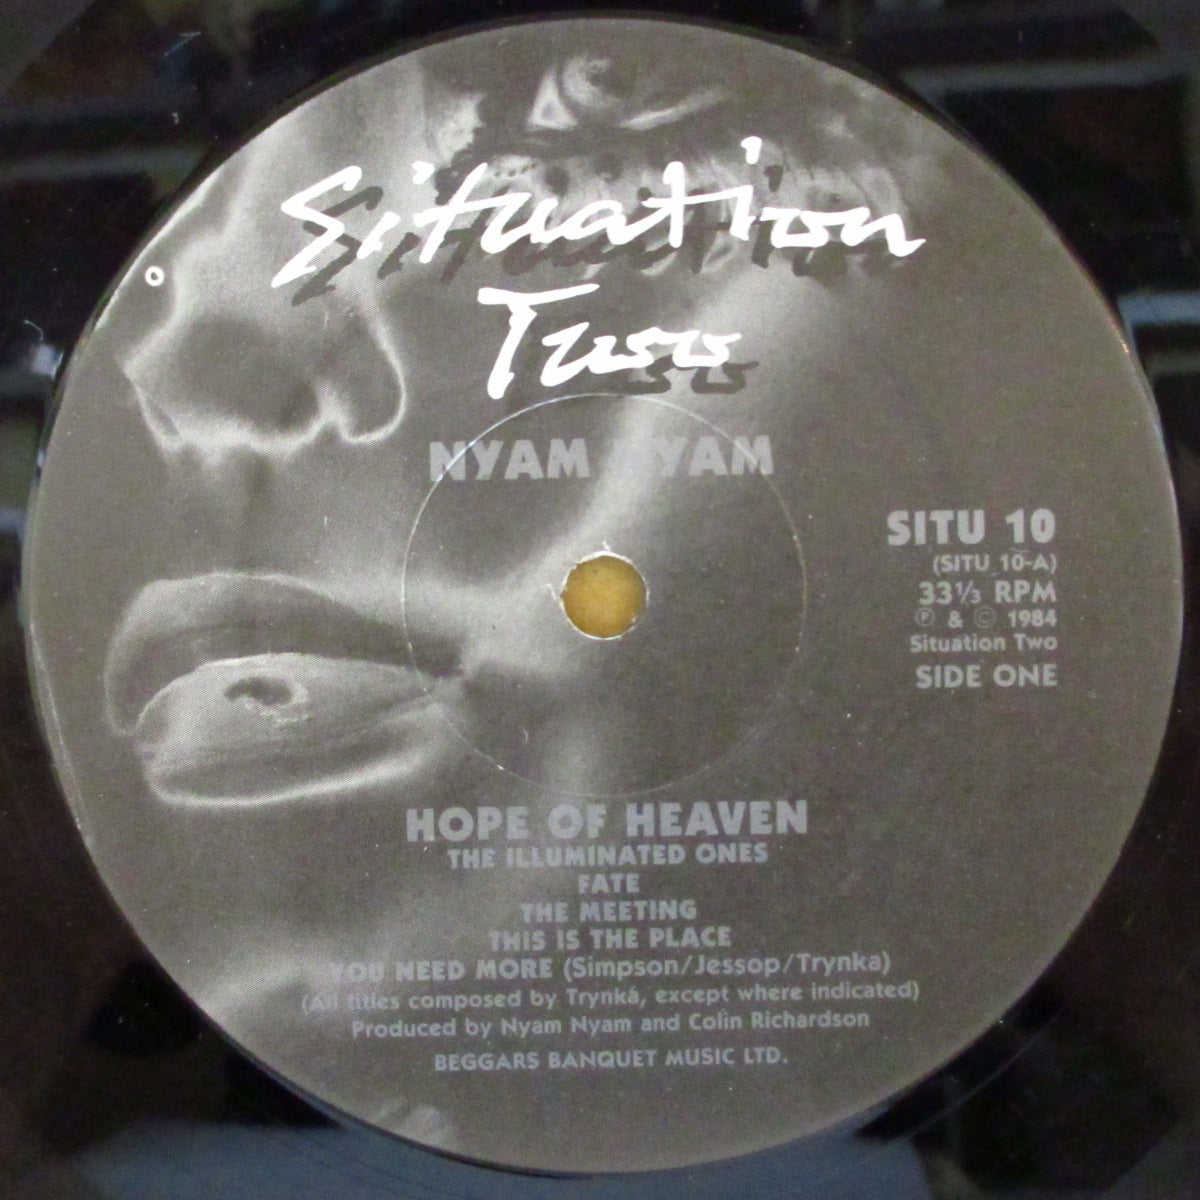 Situation
Two
NYAM NYAM
SITU 10
(SITU 10-A)
33⅓ RPM
Ⓟ & © 1984
Situation Two
SIDE ONE
HOPE OF HEAVEN
THE ILLUMINATED ONES
FATE
THE MEETING
THIS IS THE PLACE
YOU NEED MORE (Simpson/Jessop/Trynka)
(All titles composed by Trynka, except where indicated)
Produced by Nyam Nyam and Colin Richardson
BEGGARS BANQUET MUSIC LTD.